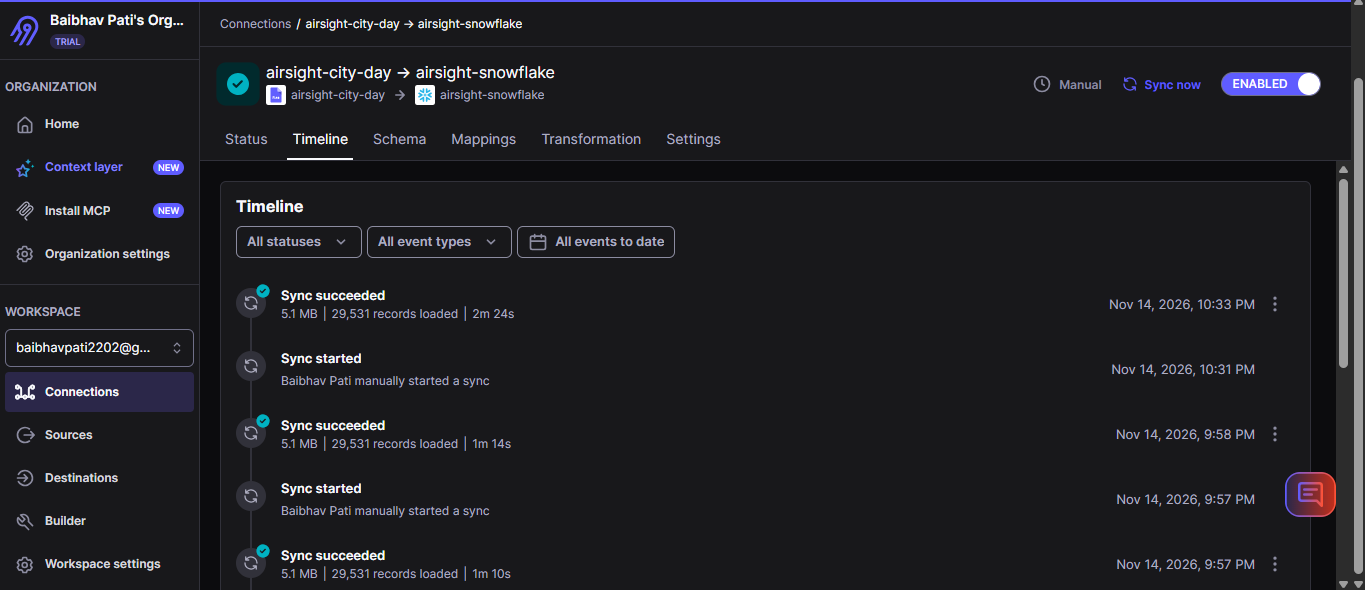 Baibhav Pati's Org...
TRIAL
ORGANIZATION
Home
Context layer NEW
Install MCP NEW
Organization settings
WORKSPACE
baibhavpati2202@g...
Connections
Sources
Destinations
Builder
Workspace settings
Connections / airsight-city-day → airsight-snowflake
airsight-city-day → airsight-snowflake
airsight-city-day → airsight-snowflake
Manual Sync now ENABLED
Status Timeline Schema Mappings Transformation Settings
Timeline
All statuses All event types All events to date
Sync succeeded
5.1 MB | 29,531 records loaded | 2m 24s
Nov 14, 2026, 10:33 PM
Sync started
Baibhav Pati manually started a sync
Nov 14, 2026, 10:31 PM
Sync succeeded
5.1 MB | 29,531 records loaded | 1m 14s
Nov 14, 2026, 9:58 PM
Sync started
Baibhav Pati manually started a sync
Nov 14, 2026, 9:57 PM
Sync succeeded
5.1 MB | 29,531 records loaded | 1m 10s
Nov 14, 2026, 9:57 PM